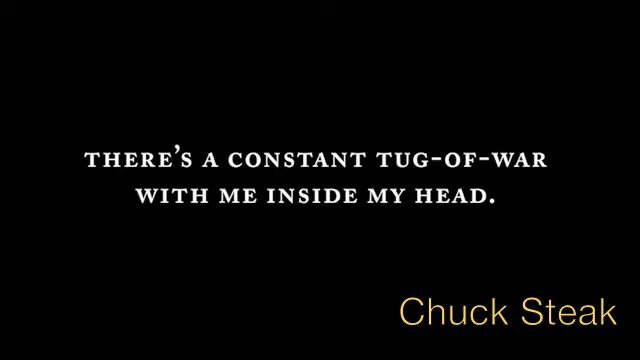 THERE'S A CONSTANT TUG-OF-WAR
WITH ME INSIDE MY HEAD.
Chuck Steak